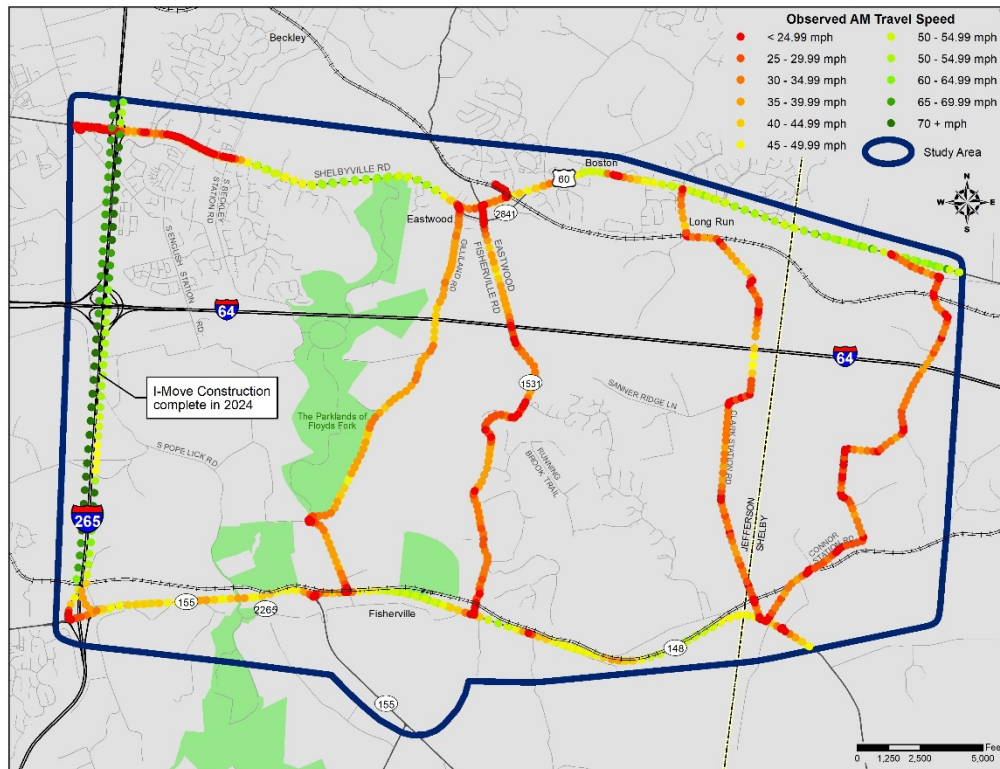 Observed AM Travel Speed
< 24.99 mph
25 - 29.99 mph
30 - 34.99 mph
35 - 39.99 mph
40 - 44.99 mph
45 - 49.99 mph
50 - 54.99 mph
50 - 54.99 mph
60 - 64.99 mph
65 - 69.99 mph
70 + mph
Study Area
N
W E
S
Beckley
SHELBYVILLE RD
S BECKLEY
STATION RD
S ENGLISH STATION
RD
Boston
60
2841
Eastwood
Long Run
GILLILAND RD
EASTWOOD
FISHERVILLE RD
64
64
I-Move Construction
complete in 2024
1531
SANNER RIDGE LN
The Parklands of
Floyds Fork
S POPE LICK RD
RUNNING
BROOK TRAIL
CLARK STATION RD
265
JEFFERSON
SHELBY
CONNOR
STATION RD
155
2265
Fisherville
148
155
0 1,250 2,500 5,000
Feet